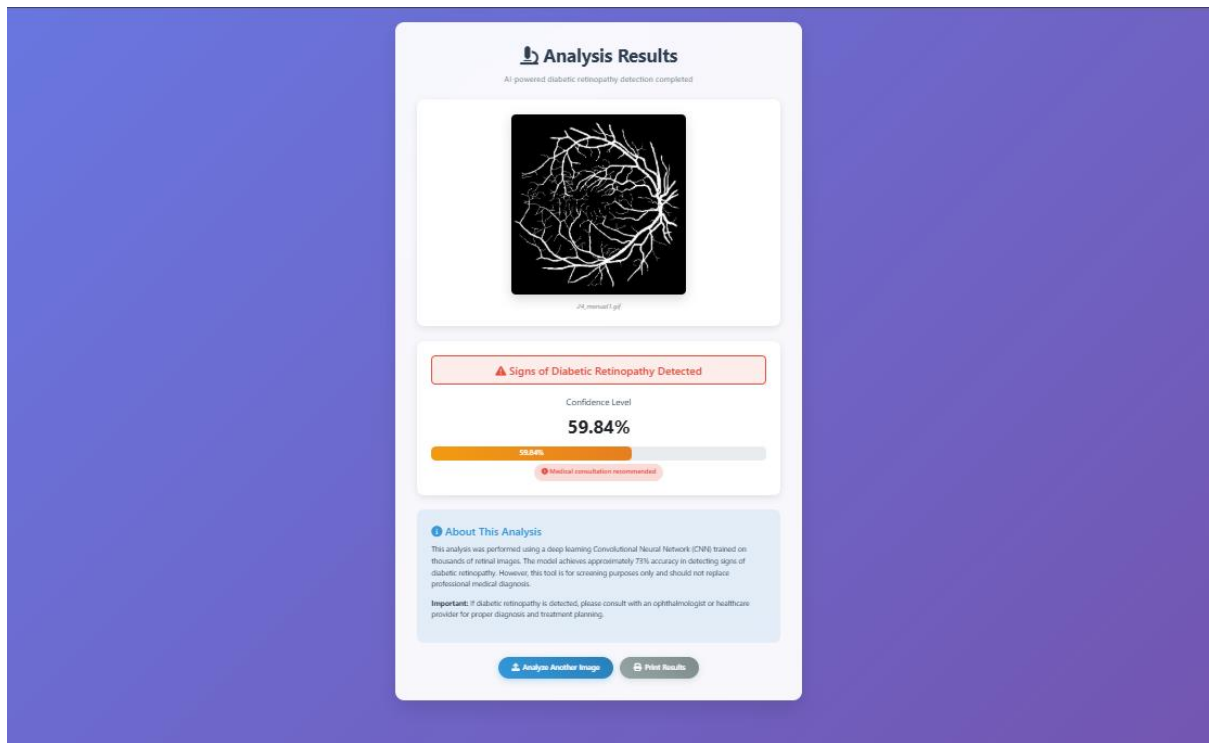 Analysis Results
AI-powered diabetic retinopathy detection completed
24_manual1.gif
Signs of Diabetic Retinopathy Detected
Confidence Level
59.84%
59.84%
Medical consultation recommended
About This Analysis
This analysis was performed using a deep learning Convolutional Neural Network (CNN) trained on
thousands of retinal images. The model achieves approximately 73% accuracy in detecting signs of
diabetic retinopathy. However, this tool is for screening purposes only and should not replace
professional medical diagnosis.
Important: If diabetic retinopathy is detected, please consult with an ophthalmologist or healthcare
provider for proper diagnosis and treatment planning.
Analyze Another Image
Print Results